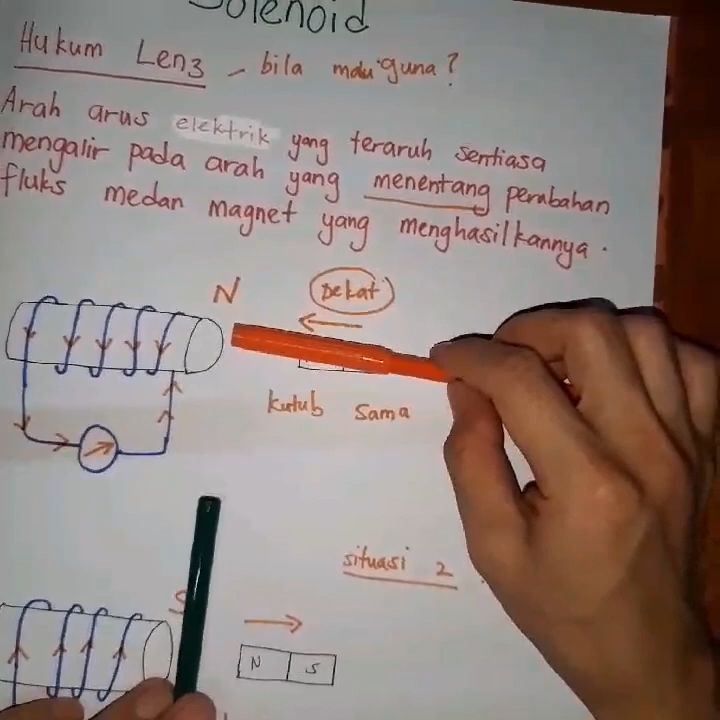 Solenoid
Hukum Lenz - bila mau guna?
Arah arus elektrik yang teraruh sentiasa
mengalir pada arah yang menentang perubahan
fluks medan magnet yang menghasilkannya.
N
Dekat
kutub sama
situasi 2
S
N S